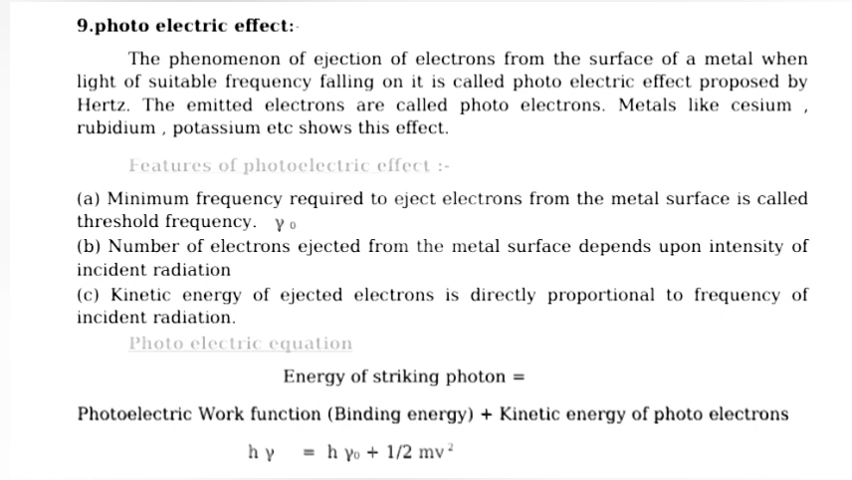 9.photo electric effect:-
The phenomenon of ejection of electrons from the surface of a metal when
light of suitable frequency falling on it is called photo electric effect proposed by
Hertz. The emitted electrons are called photo electrons. Metals like cesium ,
rubidium , potassium etc shows this effect.
Features of photoelectric effect :-
(a) Minimum frequency required to eject electrons from the metal surface is called
threshold frequency. γ₀
(b) Number of electrons ejected from the metal surface depends upon intensity of
incident radiation
(c) Kinetic energy of ejected electrons is directly proportional to frequency of
incident radiation.
Photo electric equation
Energy of striking photon =
Photoelectric Work function (Binding energy) + Kinetic energy of photo electrons
h γ = h γ₀ + 1/2 mv²